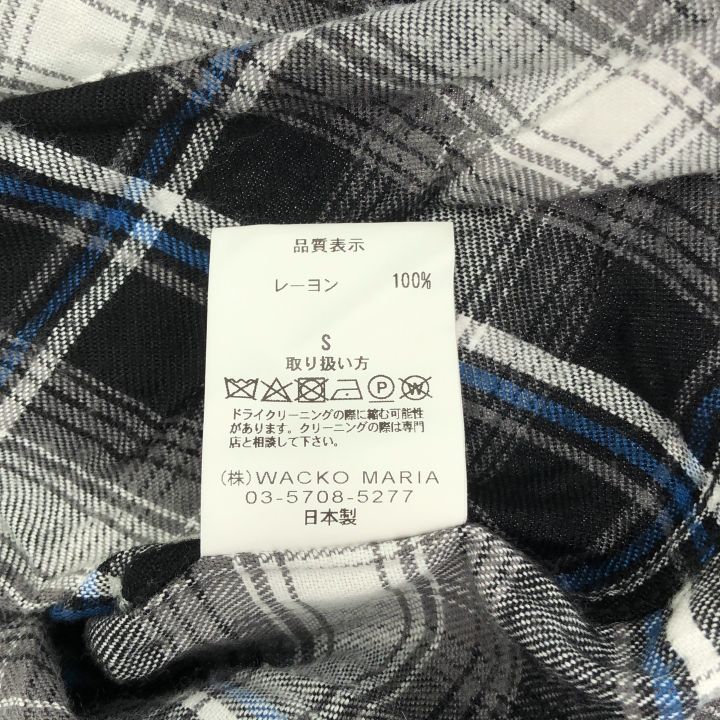 品質表示
レーヨン 100%
S
取り扱い方
P W
ドライクリーニングの際に縮む可能性
があります。クリーニングの際は専門
店と相談して下さい。
(株)WACKO MARIA
03-5708-5277
日本製